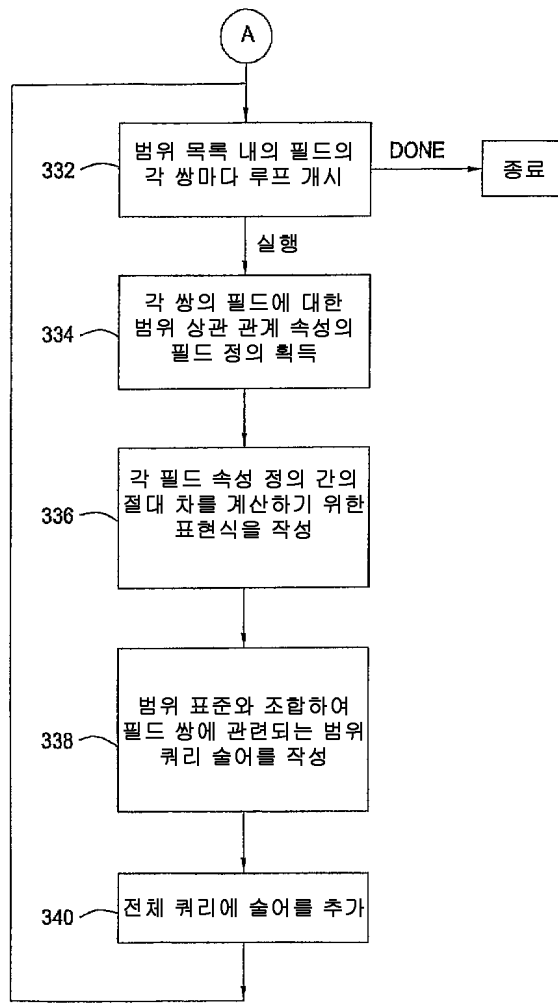 A
332
범위 목록 내의 필드의
각 쌍마다 루프 개시
DONE
종료
실행
334
각 쌍의 필드에 대한
범위 상관 관계 속성의
필드 정의 획득
336
각 필드 속성 정의 간의
절대 차를 계산하기 위한
표현식을 작성
338
범위 표준와 조합하여
필드 쌍에 관련되는 범위
쿼리 술어를 작성
340
전체 쿼리에 술어를 추가